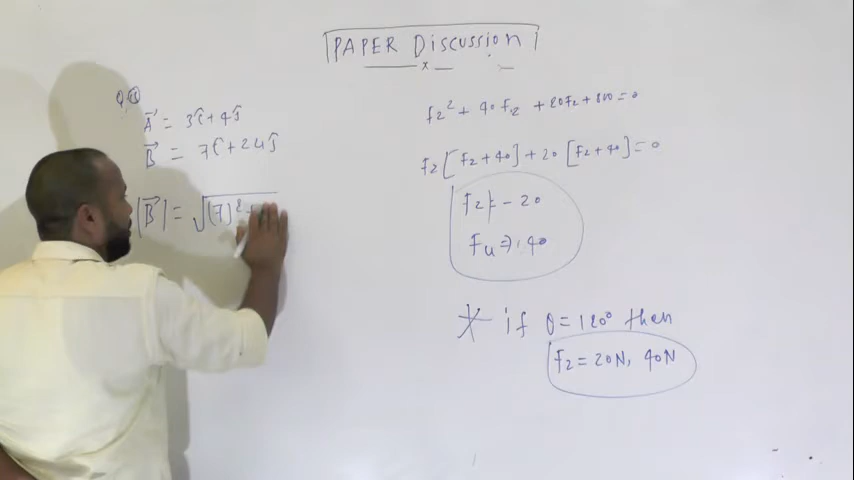 PAPER Discussion
x
Q.
A⃗ = 3î+4ĵ
B⃗ = 7î+24ĵ
|B⃗| = √(7)²
F₂² + 40F₂ + 20F₂ + 800 = 0
F₂[F₂+40] + 20[F₂+40] = 0
F₂ = - 20
= - 40
* if θ = 120° then
F₂ = 20N, 40N